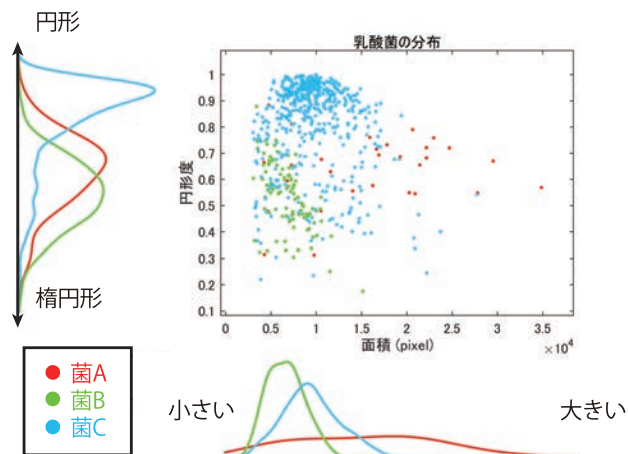 円形
乳酸菌の分布
円形度
1
0.9
0.8
0.7
0.6
0.5
0.4
0.3
0.2
0.1
楕円形
0 0.5 1 1.5 2 2.5 3 3.5
面積 (pixel)
×10⁴
菌A
菌B
菌C
小さい
大きい